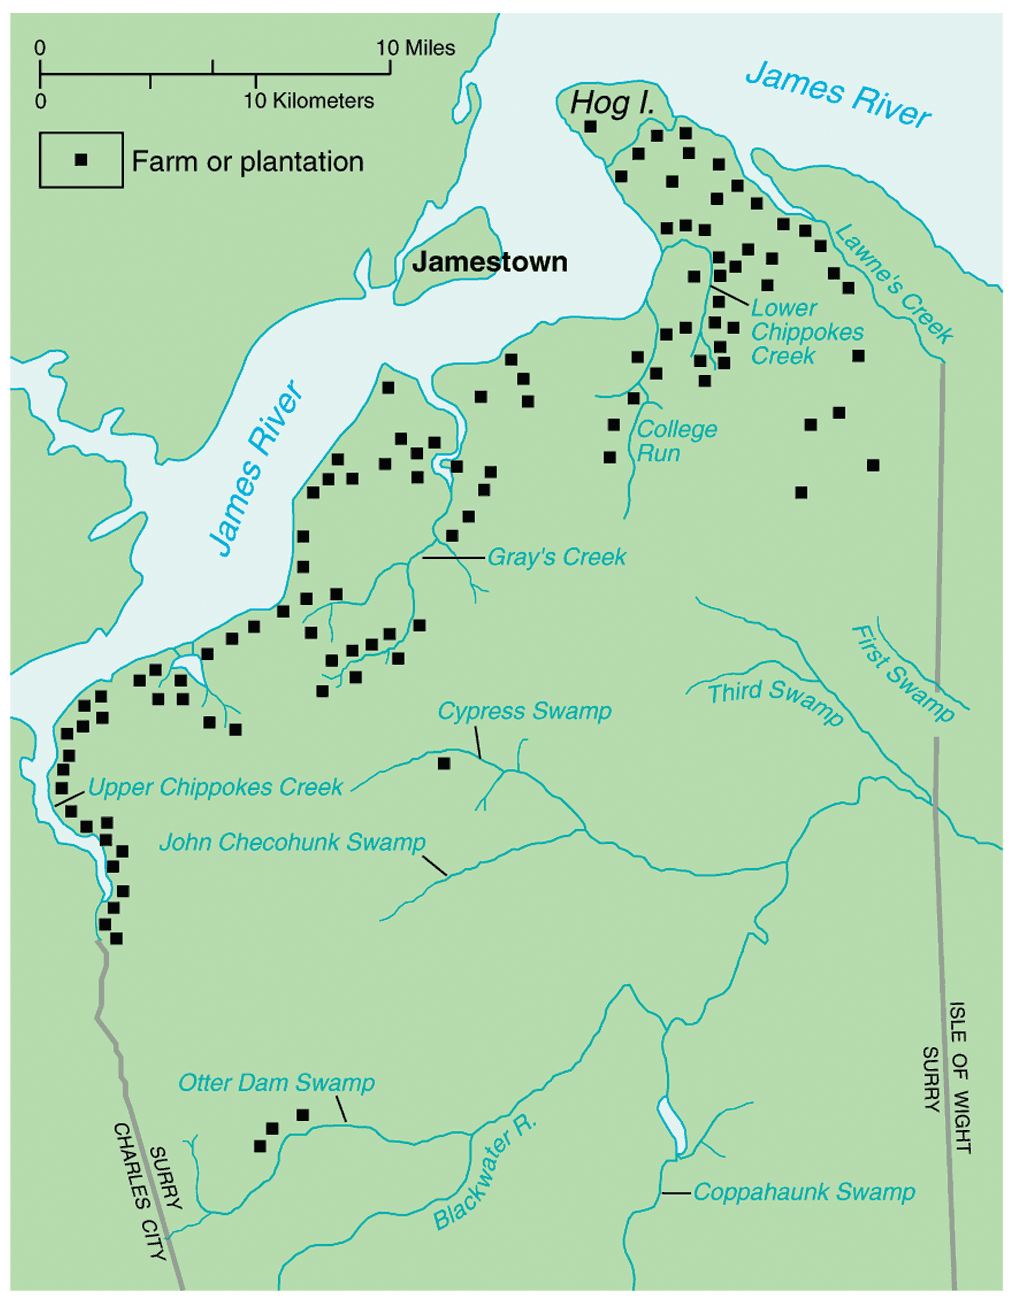 0
10 Miles
0
10 Kilometers
Farm or plantation
James River
Hog I.
Jamestown
Lawne's Creek
Lower
Chippokes
Creek
James River
College
Run
Gray's Creek
First Swamp
Third Swamp
Cypress Swamp
Upper Chippokes Creek
John Checohunk Swamp
ISLE OF WIGHT
SURRY
Otter Dam Swamp
SURRY
CHARLES CITY
Blackwater R.
Coppahaunk Swamp